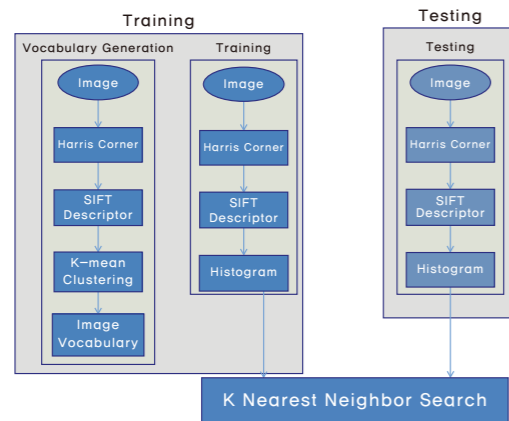 Training
Vocabulary Generation
Image
Harris Corner
SIFT
Descriptor
K-mean
Clustering
Image
Vocabulary
Training
Image
Harris Corner
SIFT
Descriptor
Histogram
Testing
Testing
Image
Harris Corner
SIFT
Descriptor
Histogram
K Nearest Neighbor Search